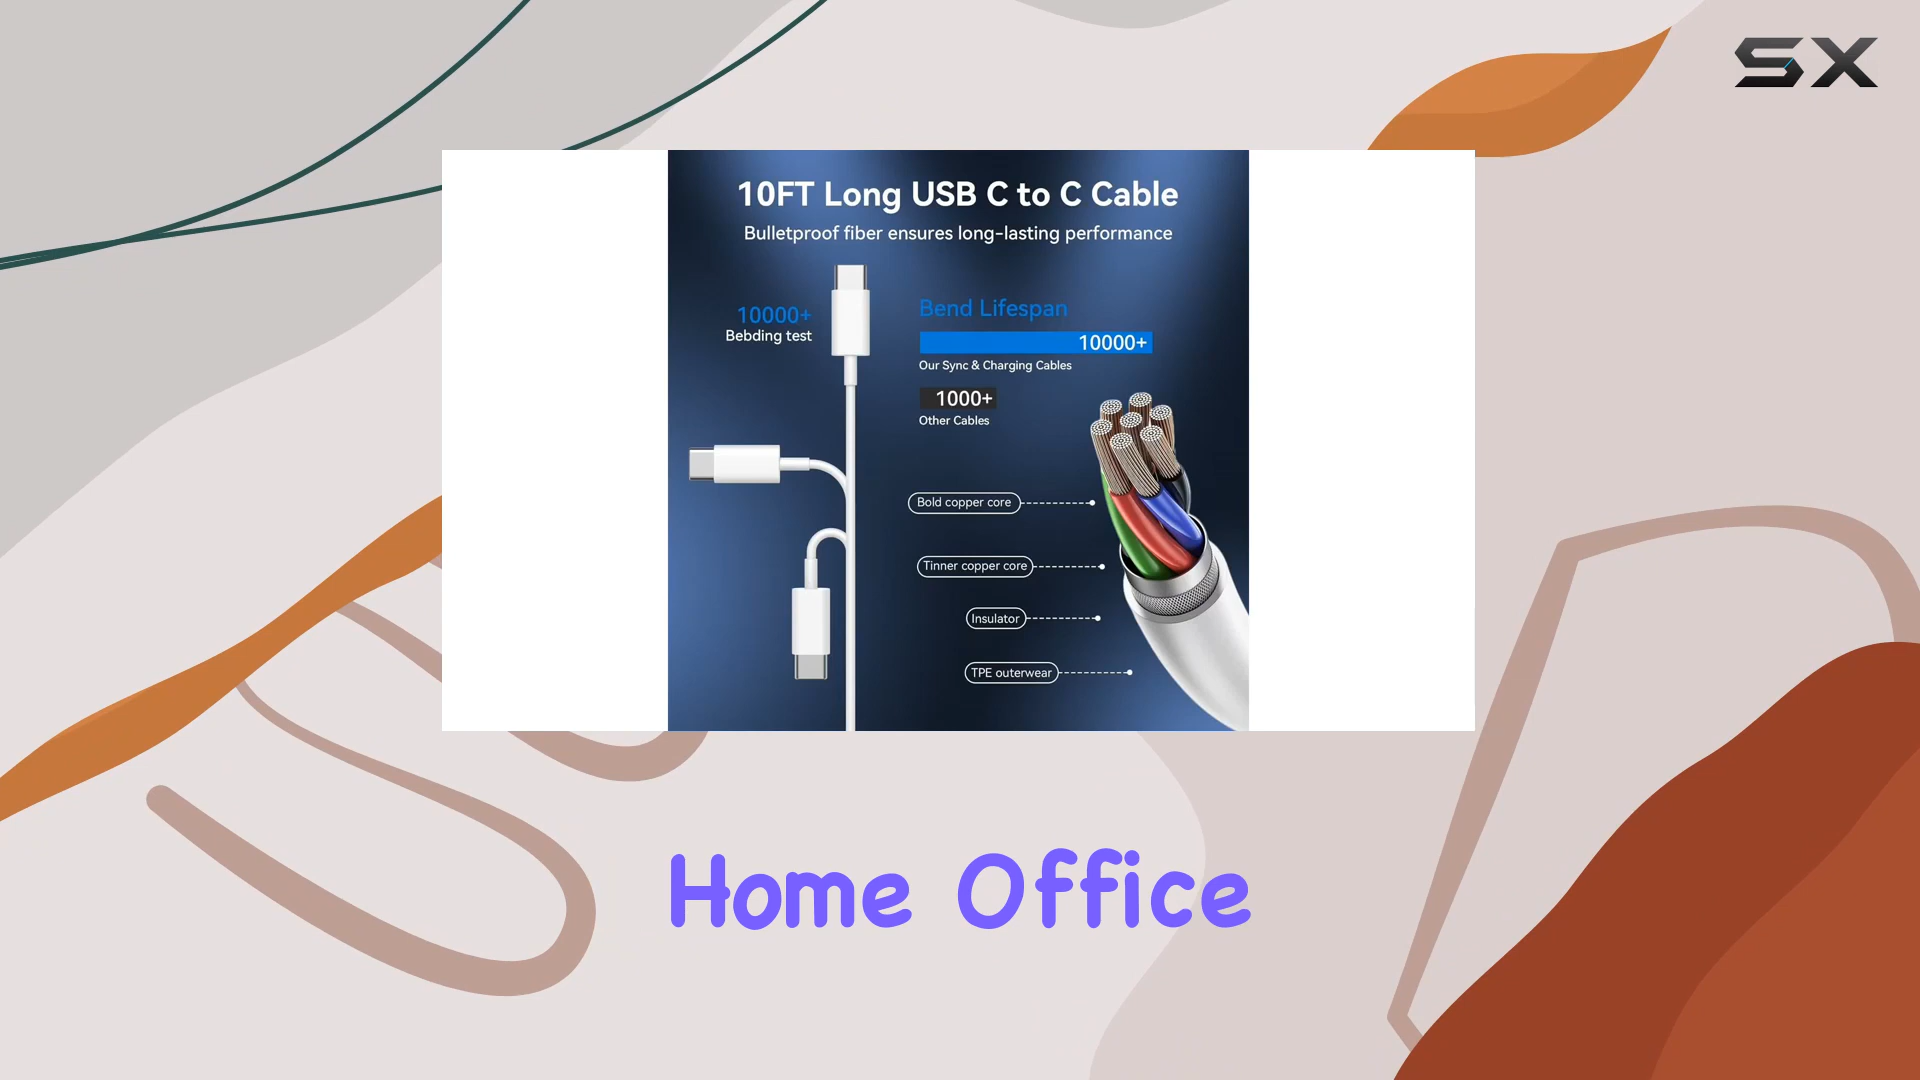 SX
10FT Long USB C to C Cable
Bulletproof fiber ensures long-lasting performance
10000+
Bebding test
Bend Lifespan
10000+
Our Sync & Charging Cables
1000+
Other Cables
Bold copper core
Tinner copper core
Insulator
TPE outerwear
Home Office